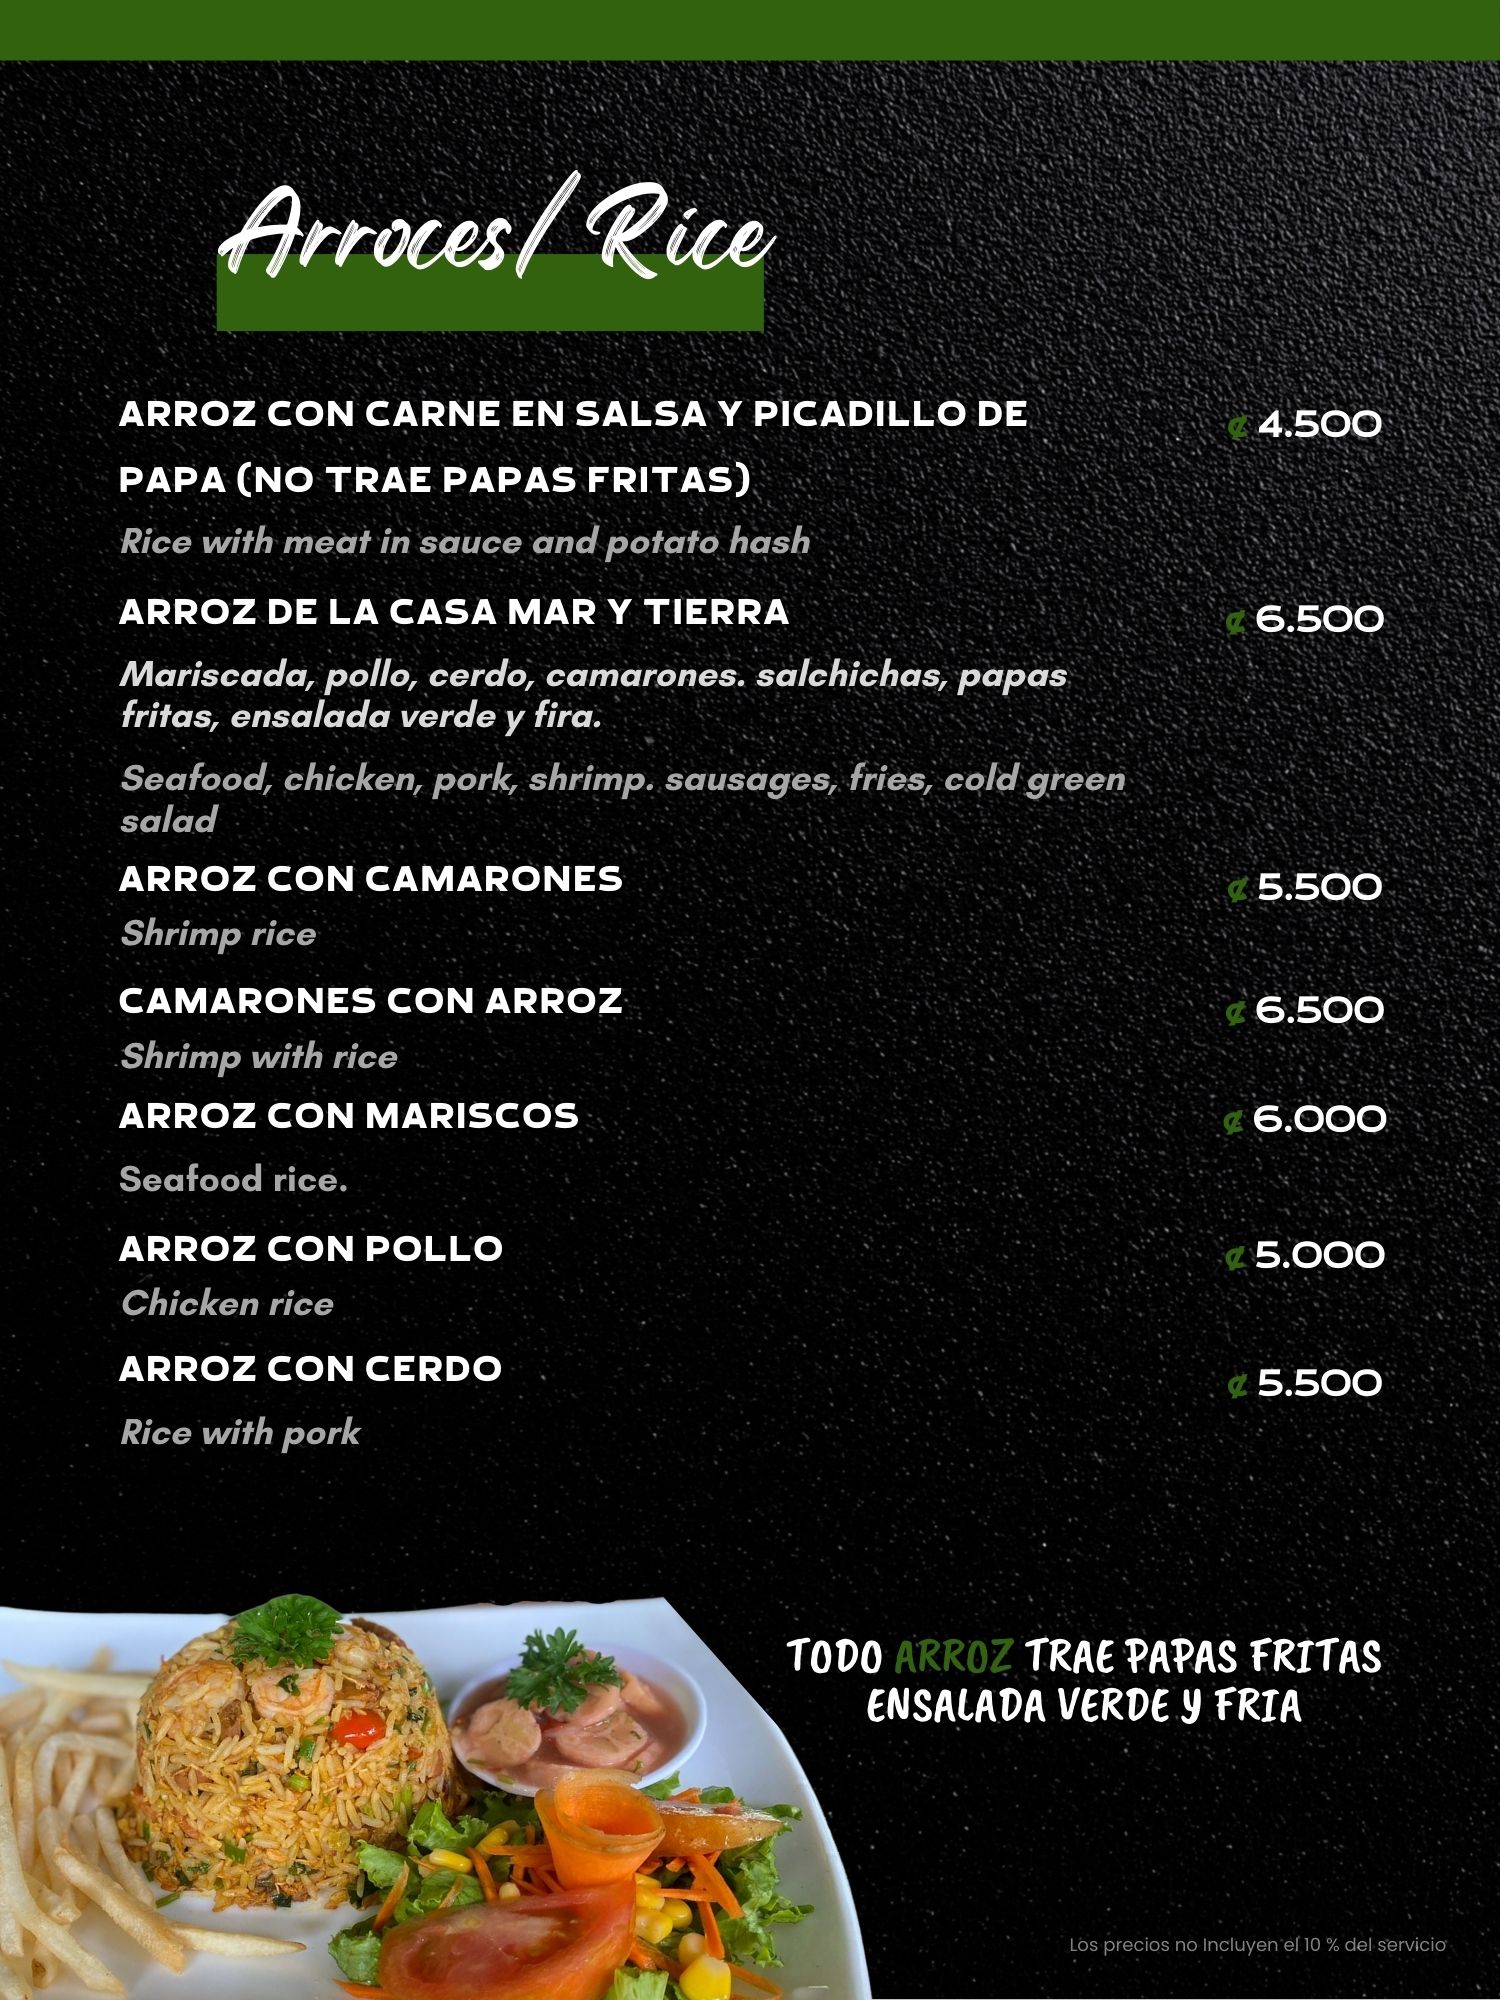 Arroces/ Rice
ARROZ CON CARNE EN SALSA Y PICADILLO DE
₡ 4.500
PAPA (NO TRAE PAPAS FRITAS)
Rice with meat in sauce and potato hash
ARROZ DE LA CASA MAR Y TIERRA
₡ 6.500
Mariscada, pollo, cerdo, camarones. salchichas, papas
fritas, ensalada verde y fira.
Seafood, chicken, pork, shrimp. sausages, fries, cold green
salad
ARROZ CON CAMARONES
₡ 5.500
Shrimp rice
CAMARONES CON ARROZ
₡ 6.500
Shrimp with rice
ARROZ CON MARISCOS
₡ 6.000
Seafood rice.
ARROZ CON POLLO
₡ 5.000
Chicken rice
ARROZ CON CERDO
₡ 5.500
Rice with pork
TODO ARROZ TRAE PAPAS FRITAS
ENSALADA VERDE Y FRIA
Los precios no Incluyen el 10 % del servicio